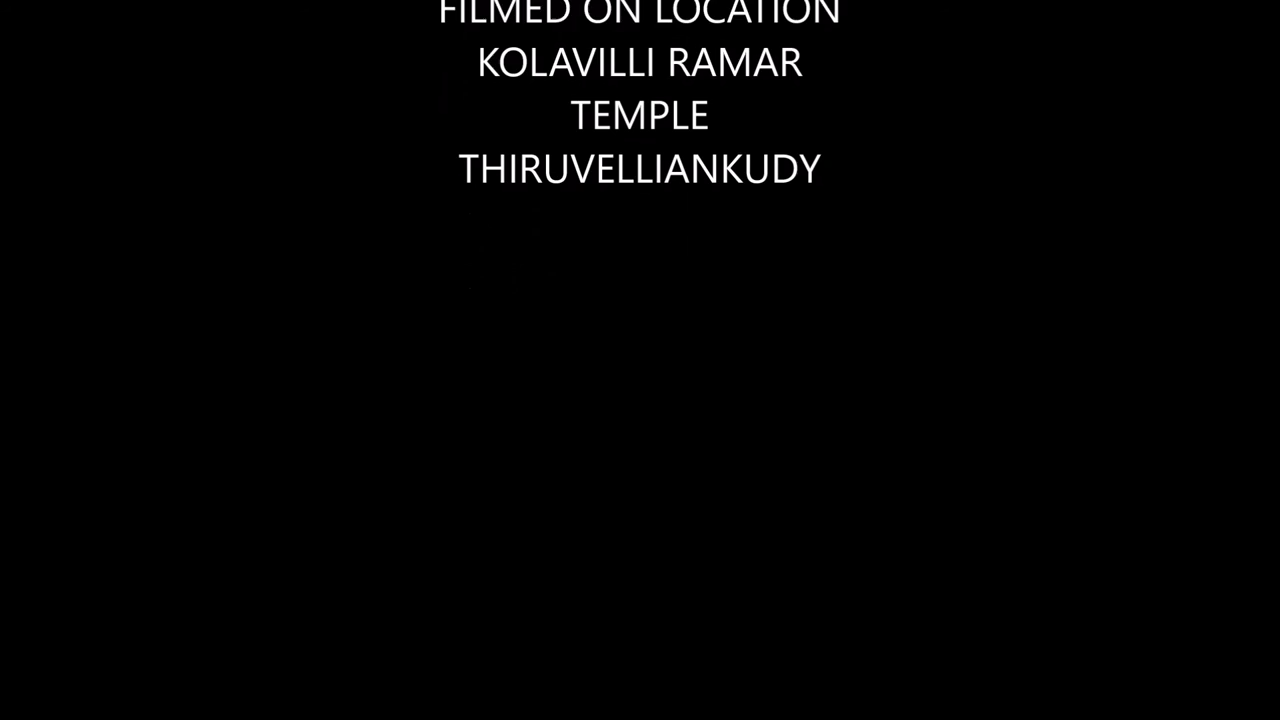 FILMED ON LOCATION
KOLAVILLI RAMAR
TEMPLE
THIRUVELLIANKUDY